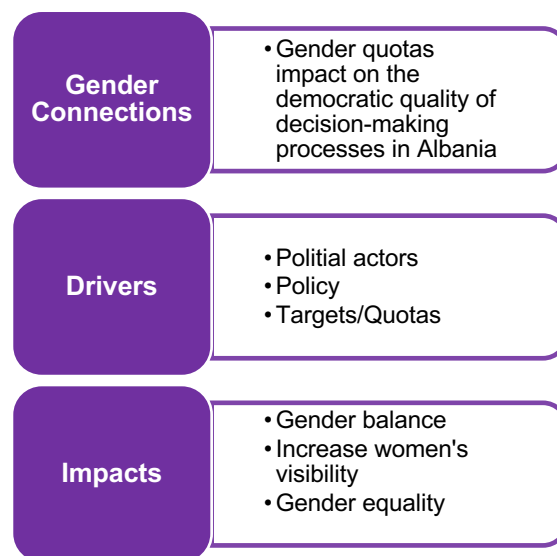 Gender
Connections
• Gender quotas
impact on the
democratic quality of
decision-making
processes in Albania
Drivers
• Politial actors
• Policy
• Targets/Quotas
Impacts
• Gender balance
• Increase women's
visibility
• Gender equality